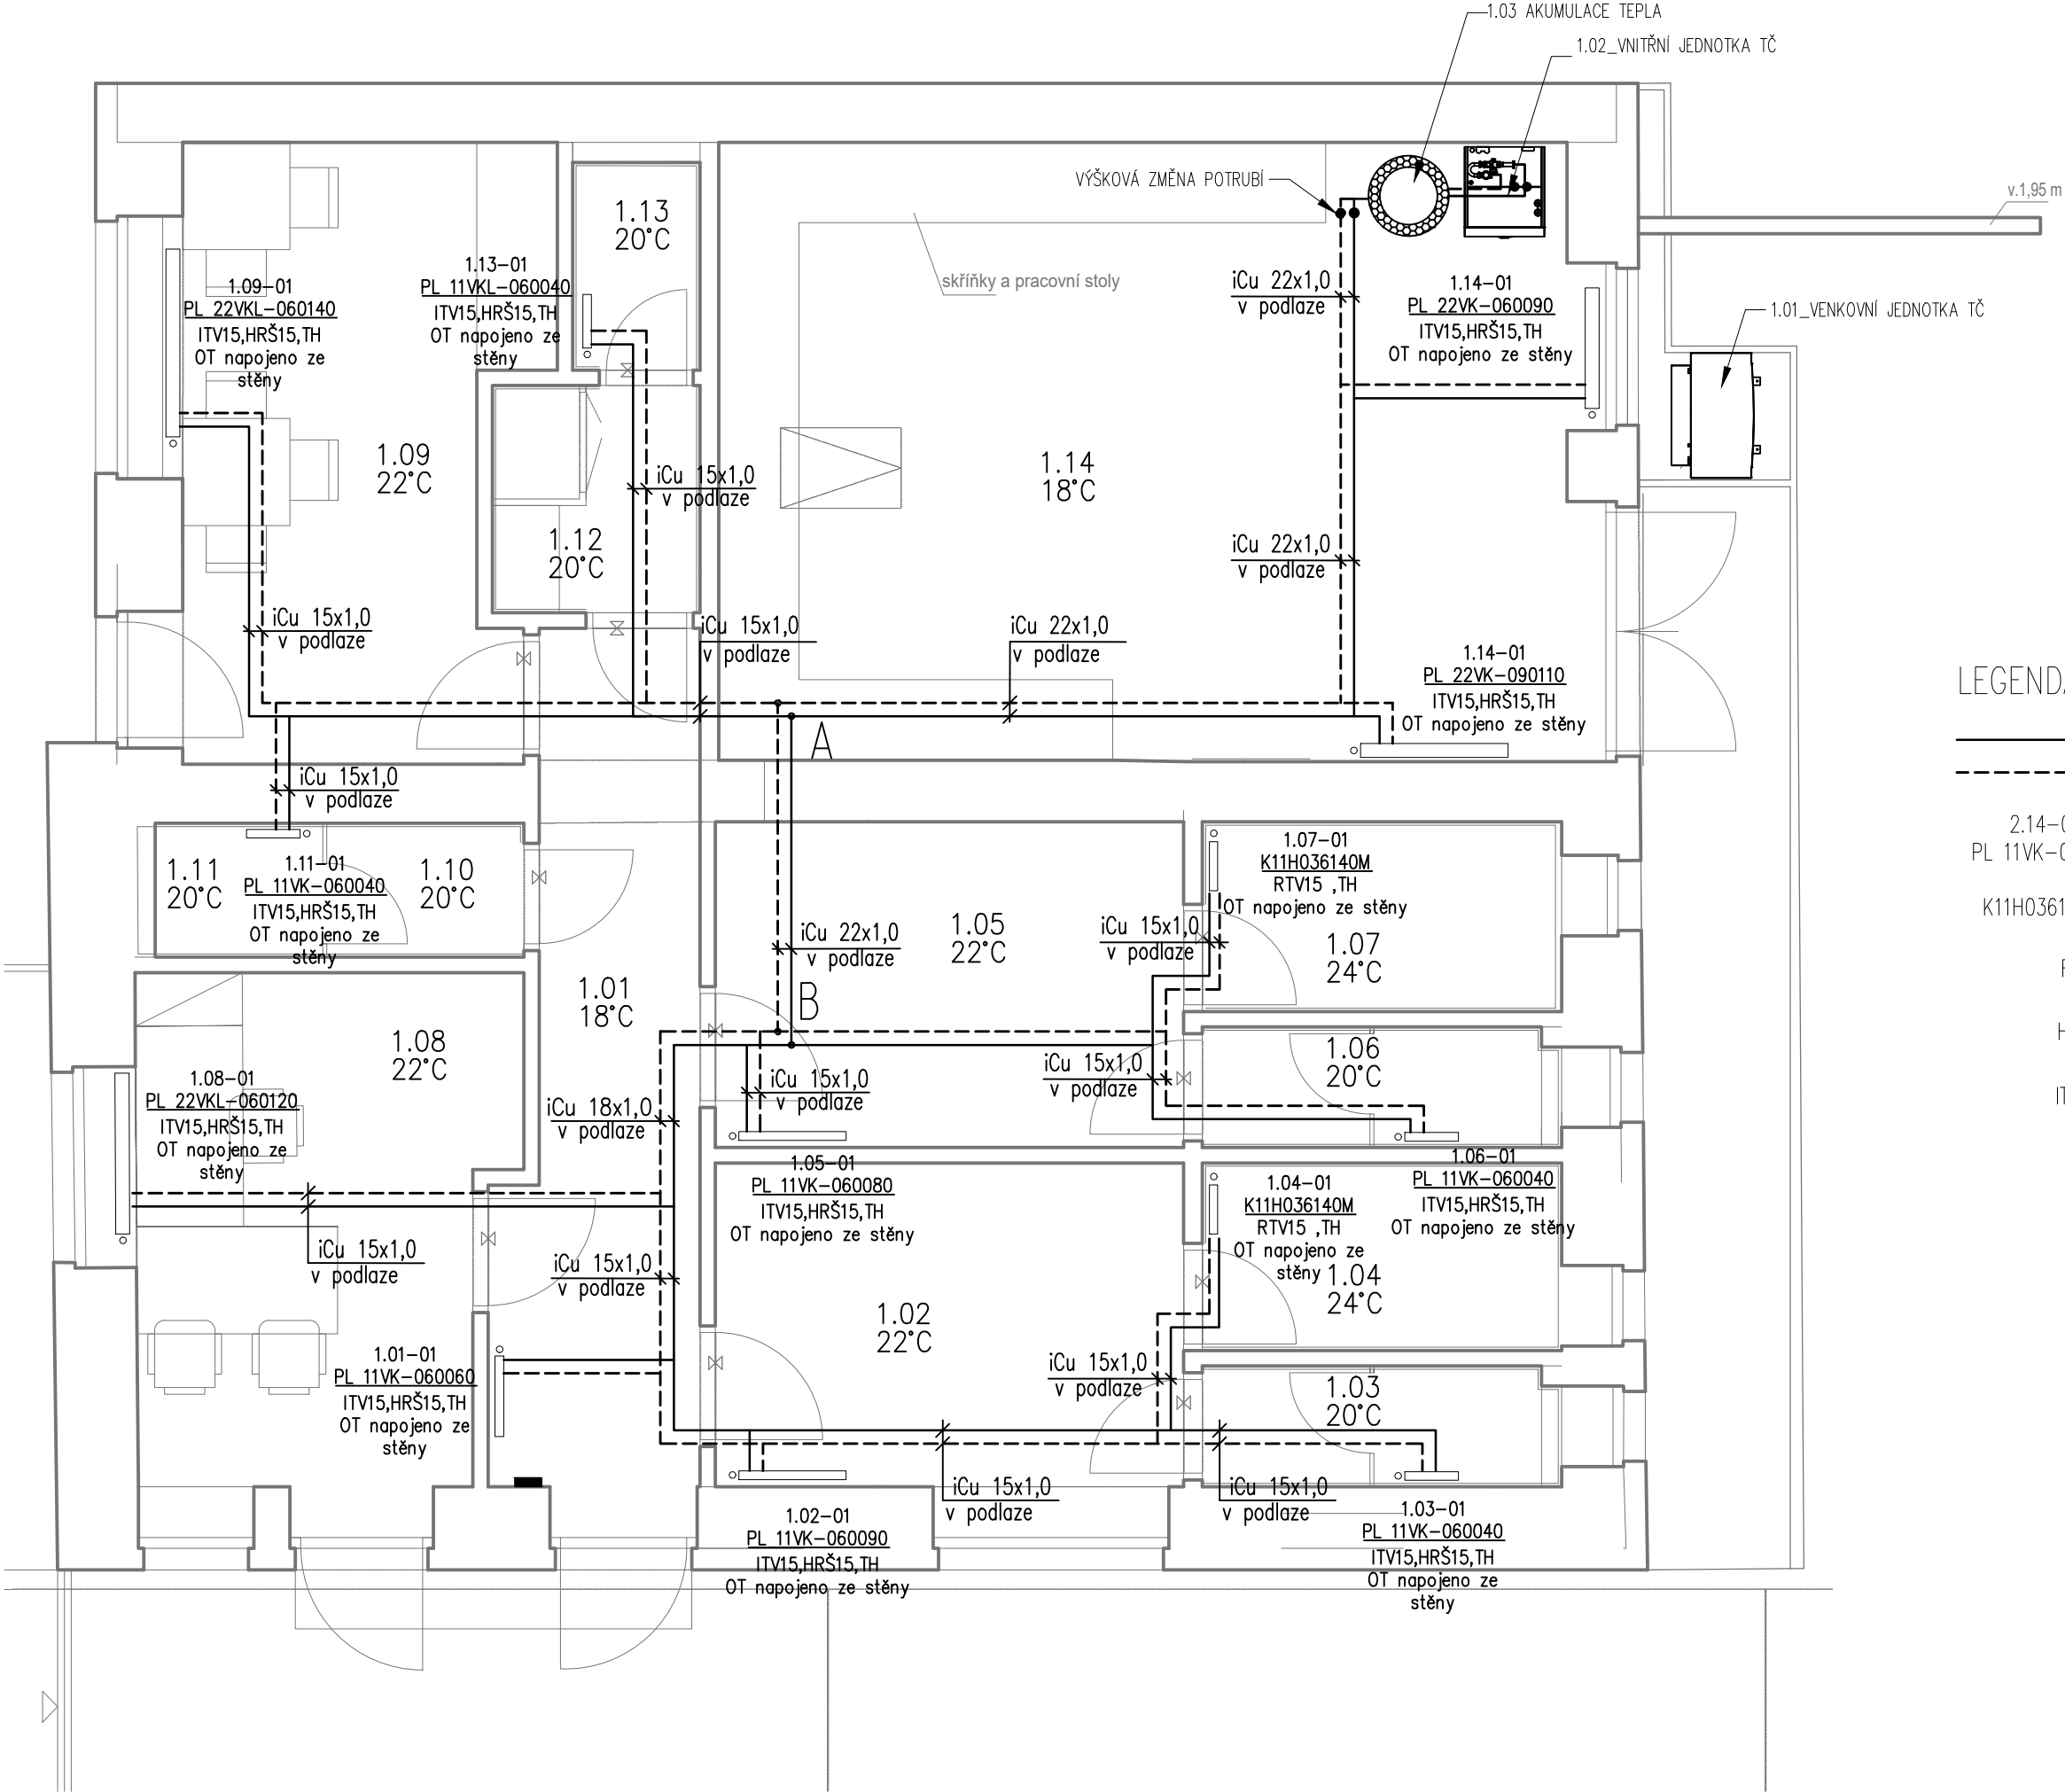 1.03 AKUMULACE TEPLA
1.02_VNITŘNÍ JEDNOTKA TČ
VÝŠKOVÁ ZMĚNA POTRUBÍ
v.1,95 m
1.13
20°C
skříňky a pracovní stoly
1.09-01
PL 22VKL-060140
ITV15,HRŠ15,TH
OT napojeno ze
stěny
1.13-01
PL 11VKL-060040
ITV15,HRŠ15,TH
OT napojeno ze
stěny
iCu 22x1,0
v podlaze
1.14-01
PL 22VK-060090
ITV15,HRŠ15,TH
OT napojeno ze stěny
1.01_VENKOVNÍ JEDNOTKA TČ
1.09
22°C
iCu 15x1,0
v podlaze
1.14
18°C
1.12
20°C
iCu 22x1,0
v podlaze
iCu 15x1,0
v podlaze
iCu 15x1,0
v podlaze
iCu 22x1,0
v podlaze
1.14-01
PL 22VK-090110
ITV15,HRŠ15,TH
OT napojeno ze stěny
LEGENDA
A
iCu 15x1,0
v podlaze
1.11
20°C
1.11-01
PL 11VK-060040
ITV15,HRŠ15,TH
OT napojeno ze
stěny
1.10
20°C
1.07-01
K11H036140M
RTV15 ,TH
OT napojeno ze stěny
2.14-0
PL 11VK-0
K11H0361
iCu 22x1,0
v podlaze
1.05
22°C
iCu 15x1,0
v podlaze
1.07
24°C
1.01
18°C
B
1.08
22°C
1.06
20°C
iCu 15x1,0
v podlaze
iCu 15x1,0
v podlaze
1.08-01
PL 22VKL-060120
ITV15,HRŠ15,TH
OT napojeno ze
stěny
iCu 18x1,0
v podlaze
1.05-01
PL 11VK-060080
ITV15,HRŠ15,TH
OT napojeno ze stěny
1.04-01
K11H036140M
RTV15 ,TH
OT napojeno ze
stěny
1.06-01
PL 11VK-060040
ITV15,HRŠ15,TH
OT napojeno ze stěny
iCu 15x1,0
v podlaze
iCu 15x1,0
v podlaze
1.04
24°C
1.02
22°C
1.01-01
PL 11VK-060060
ITV15,HRŠ15,TH
OT napojeno ze
stěny
iCu 15x1,0
v podlaze
1.03
20°C
iCu 15x1,0
v podlaze
iCu 15x1,0
v podlaze
1.02-01
PL 11VK-060090
ITV15,HRŠ15,TH
OT napojeno ze stěny
1.03-01
PL 11VK-060040
ITV15,HRŠ15,TH
OT napojeno ze
stěny